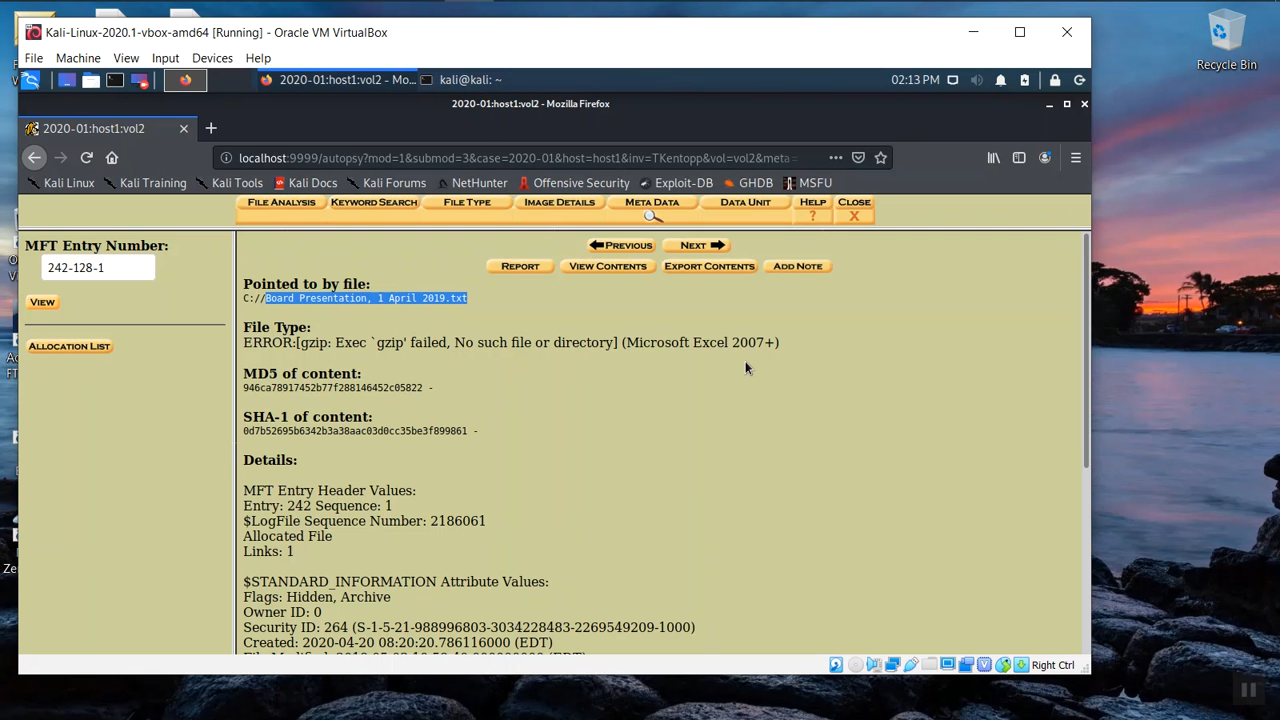 Kali-Linux-2020.1-vbox-amd64 [Running] - Oracle VM VirtualBox
File Machine View Input Devices Help
2020-01:host1:vol2 - Mo... kali@kali: ~ 02:13 PM
2020-01:host1:vol2 - Mozilla Firefox
2020-01:host1:vol2
localhost:9999/autopsy?mod=1&submod=3&case=2020-01&host=host1&inv=TKentopp&vol=vol2&meta=
Kali Linux Kali Training Kali Tools Kali Docs Kali Forums NetHunter Offensive Security Exploit-DB GHDB MSFU
FILE ANALYSIS KEYWORD SEARCH FILE TYPE IMAGE DETAILS META DATA DATA UNIT HELP CLOSE
? X
MFT Entry Number:
242-128-1
VIEW
ALLOCATION LIST
PREVIOUS NEXT
REPORT VIEW CONTENTS EXPORT CONTENTS ADD NOTE
Pointed to by file:
C://Board Presentation, 1 April 2019.txt
File Type:
ERROR:[gzip: Exec `gzip' failed, No such file or directory] (Microsoft Excel 2007+)
MD5 of content:
946ca78917452b77f288146452c05822 -
SHA-1 of content:
0d7b52695b6342b3a38aac03d0cc35be3f899861 -
Details:
MFT Entry Header Values:
Entry: 242 Sequence: 1
$LogFile Sequence Number: 2186061
Allocated File
Links: 1
$STANDARD_INFORMATION Attribute Values:
Flags: Hidden, Archive
Owner ID: 0
Security ID: 264 (S-1-5-21-988996803-3034228483-2269549209-1000)
Created: 2020-04-20 08:20:20.786116000 (EDT)
Right Ctrl
Recycle Bin